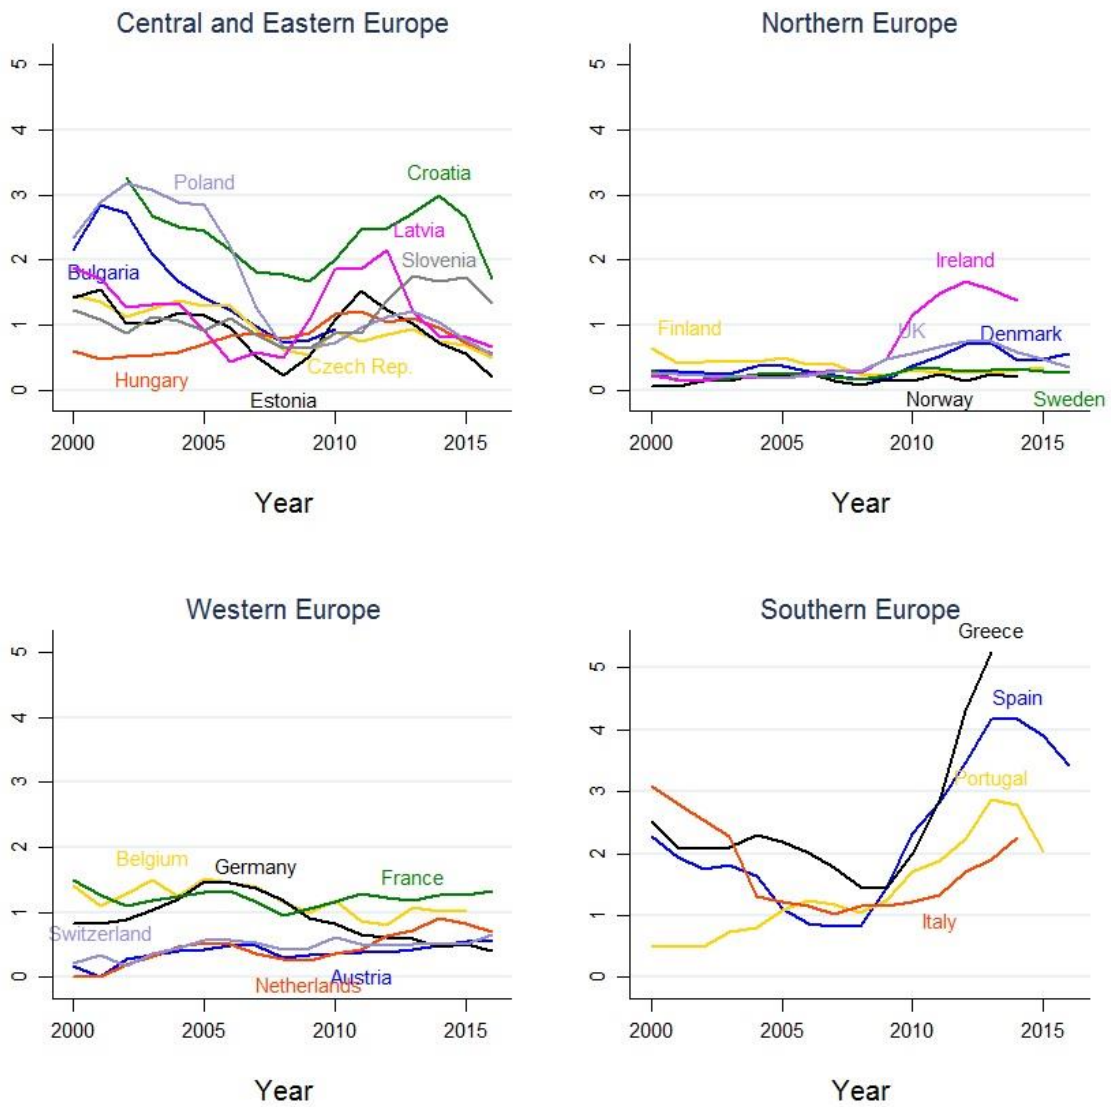 Central and Eastern Europe
5
4
3
2
1
0
Poland
Croatia
Latvia
Slovenia
Bulgaria
Czech Rep.
Hungary
Estonia
2000 2005 2010 2015
Year
Northern Europe
5
4
3
2
1
0
Ireland
Finland
UK
Denmark
Norway
Sweden
2000 2005 2010 2015
Year
Western Europe
5
4
3
2
1
0
Belgium
Germany
France
Switzerland
Austria
Netherlands
2000 2005 2010 2015
Year
Southern Europe
5
4
3
2
1
0
Greece
Spain
Portugal
Italy
2000 2005 2010 2015
Year